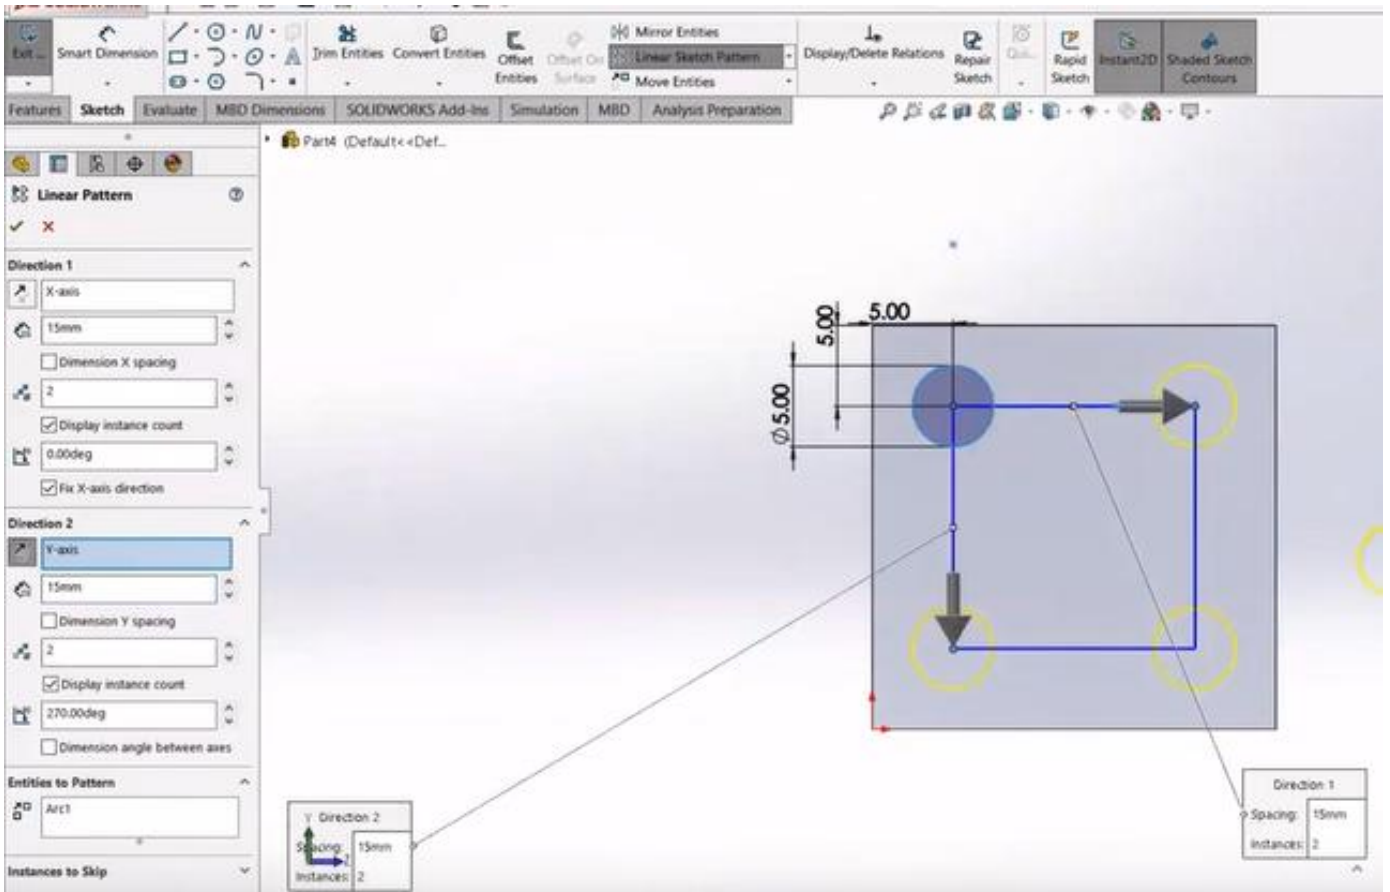 Mirror Entities
Exit ...
Smart Dimension
Trim Entities
Convert Entities
Offset
Entities
Offset On
Surface
Linear Sketch Pattern
Move Entities
Display/Delete Relations
Repair
Sketch
Rapid
Sketch
Instant2D
Shaded Sketch
Contours
Features
Sketch
Evaluate
MBD Dimensions
SOLIDWORKS Add-Ins
Simulation
MBD
Analysis Preparation
Part4 (Default<<Def...
Linear Pattern
Direction 1
X-axis
15mm
Dimension X spacing
2
Display instance count
0.00deg
Fix X-axis direction
Direction 2
Y-axis
15mm
Dimension Y spacing
2
Display instance count
270.00deg
Dimension angle between axes
Entities to Pattern
Arc1
Instances to Skip
5.00
5.00
Ø5.00
Y Direction 2
Spacing: 15mm
Z
Instances: 2
Direction 1
Spacing: 15mm
Instances: 2